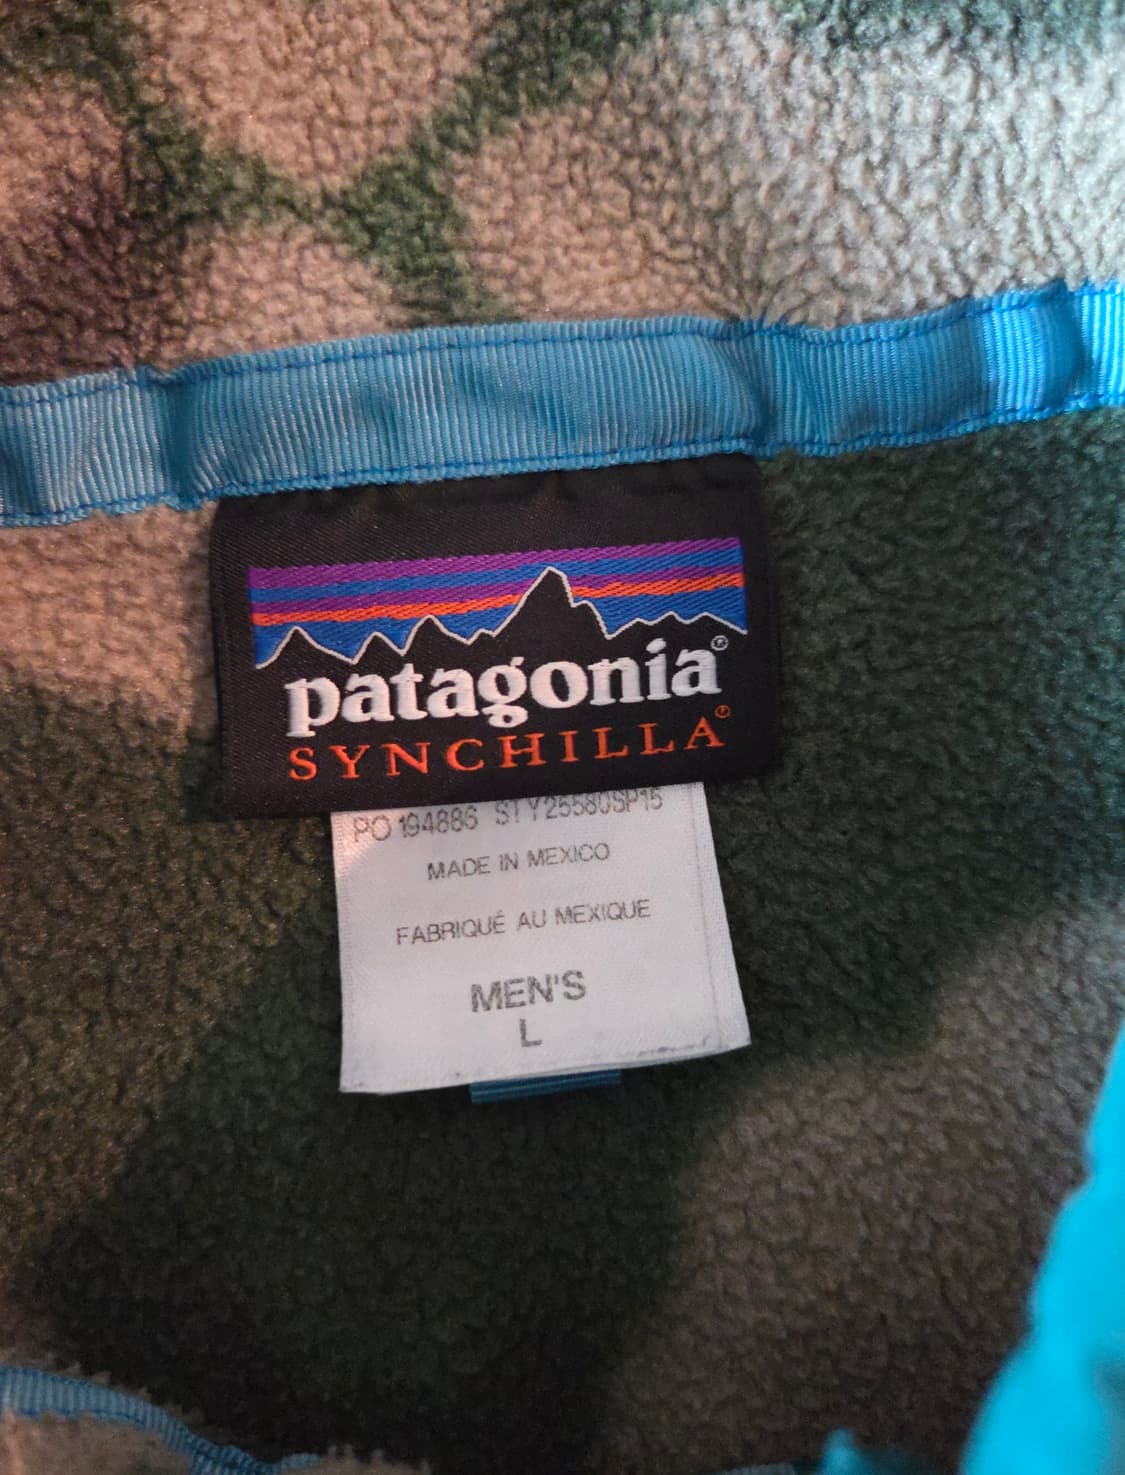 patagonia®
SYNCHILLA®
PO 194886 STY25580SP15
MADE IN MEXICO
FABRIQUÉ AU MEXIQUE
MEN'S
L